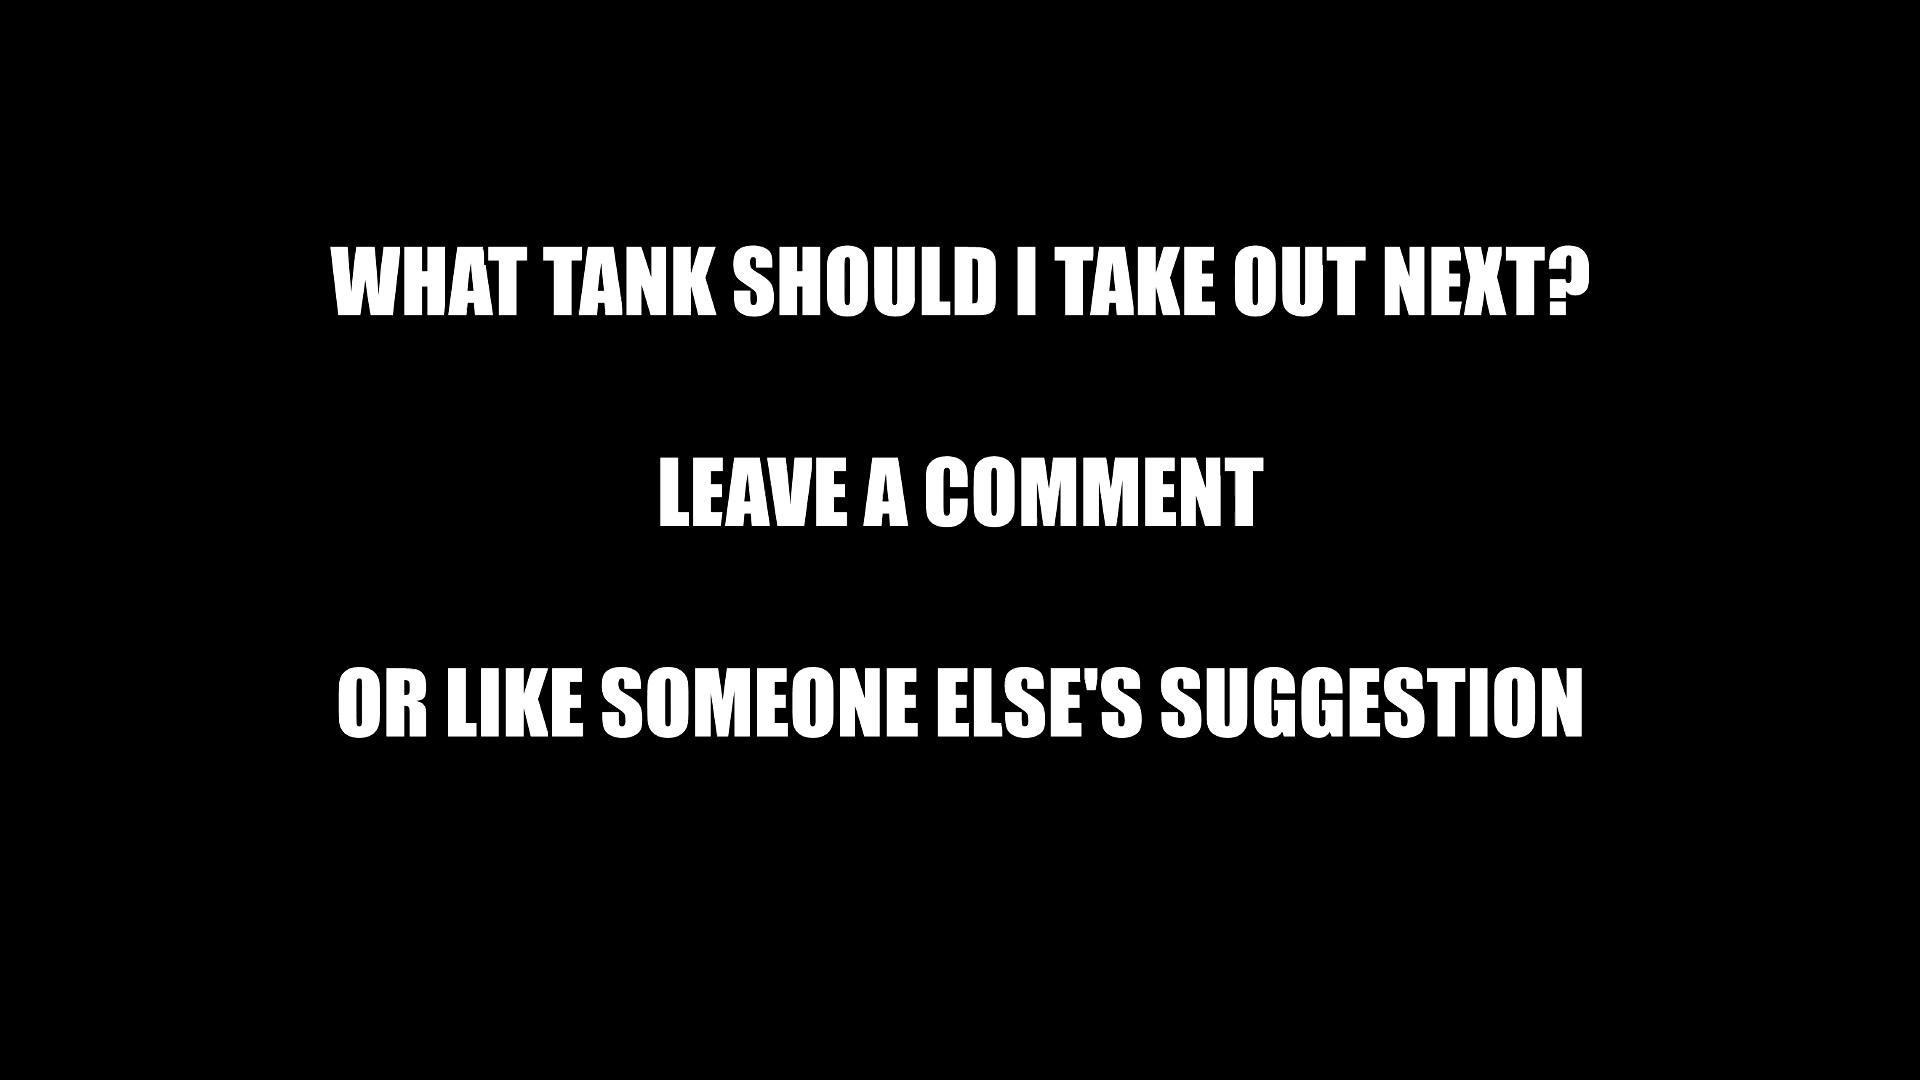 WHAT TANK SHOULD I TAKE OUT NEXT?
LEAVE A COMMENT
OR LIKE SOMEONE ELSE'S SUGGESTION